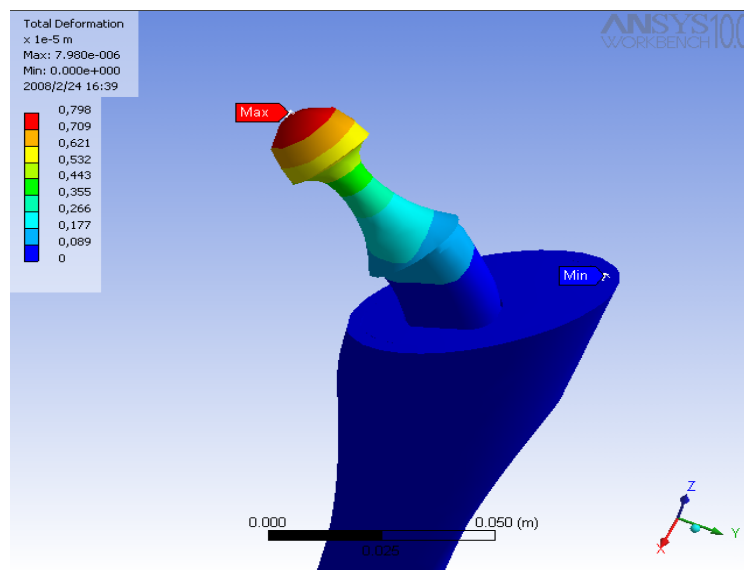 Total Deformation
x 1e-5 m
Max: 7.980e-006
Min: 0.000e+000
2008/2/24 16:39
0,798
0,709
0,621
0,532
0,443
0,355
0,266
0,177
0,089
0
ANSYS 10.0
WORKBENCH
Max
Min
0.000
0.050 (m)
0.025
Z
Y
X